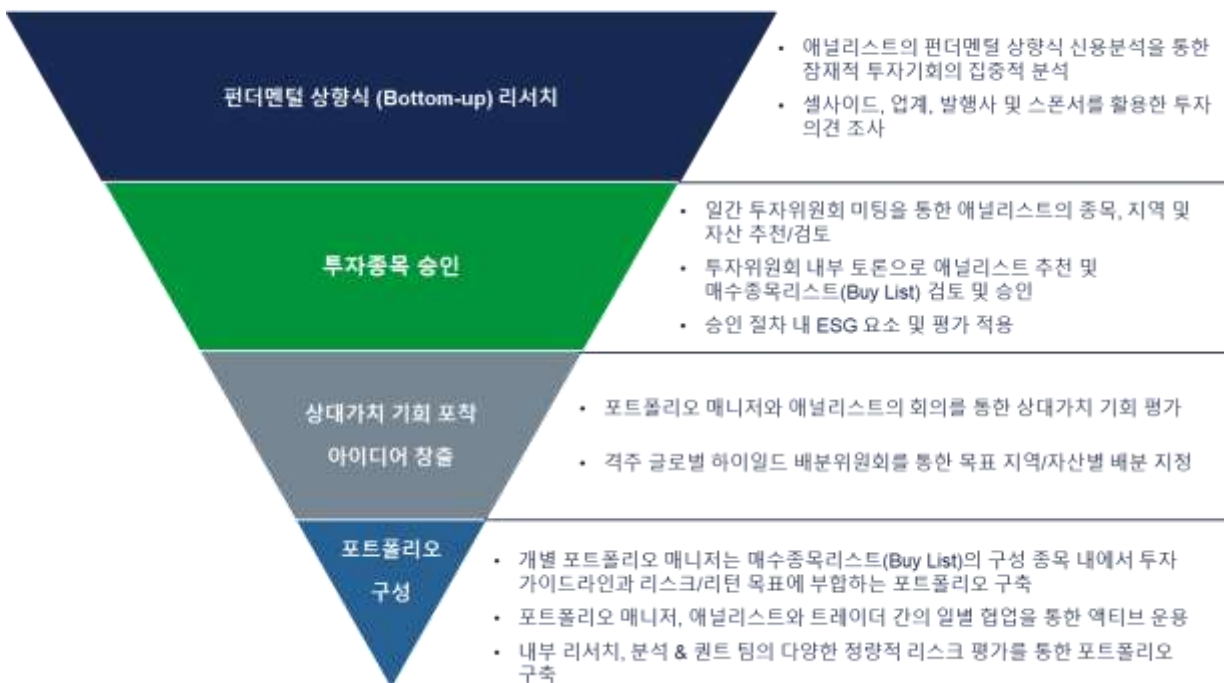 펀더멘털 상향식 (Bottom-up) 리서치
• 애널리스트의 펀더멘털 상향식 신용분석을 통한
잠재적 투자기회의 집중적 분석
• 셀사이드, 업계, 발행사 및 스폰서를 활용한 투자
의견 조사
투자종목 승인
• 일간 투자위원회 미팅을 통한 애널리스트의 종목, 지역 및
자산 추천/검토
• 투자위원회 내부 토론으로 애널리스트 추천 및
매수종목리스트(Buy List) 검토 및 승인
• 승인 절차 내 ESG 요소 및 평가 적용
상대가치 기회 포착
아이디어 창출
• 포트폴리오 매니저와 애널리스트의 회의를 통한 상대가치 기회 평가
• 격주 글로벌 하이일드 배분위원회를 통한 목표 지역/자산별 배분 지정
포트폴리오
구성
• 개별 포트폴리오 매니저는 매수종목리스트(Buy List)의 구성 종목 내에서 투자
가이드라인과 리스크/리턴 목표에 부합하는 포트폴리오 구축
• 포트폴리오 매니저, 애널리스트와 트레이더 간의 일별 협업을 통한 액티브 운용
• 내부 리서치, 분석 & 퀀트 팀의 다양한 정량적 리스크 평가를 통한 포트폴리오
구축